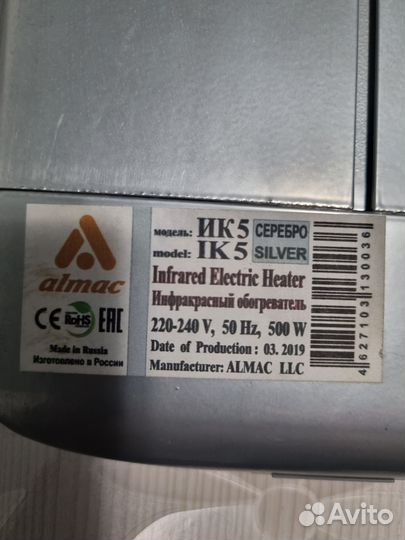 almac
CE RoHS EAC
Made in Russia
Изготовлено в России
модель: ИК5 СЕРЕБРО
model: IK5 SILVER
Infrared Electric Heater
Инфракрасный обогреватель
220-240 V, 50 Hz, 500 W
Date of Production : 03. 2019
Manufacturer: ALMAC LLC
4627103130036
Avito